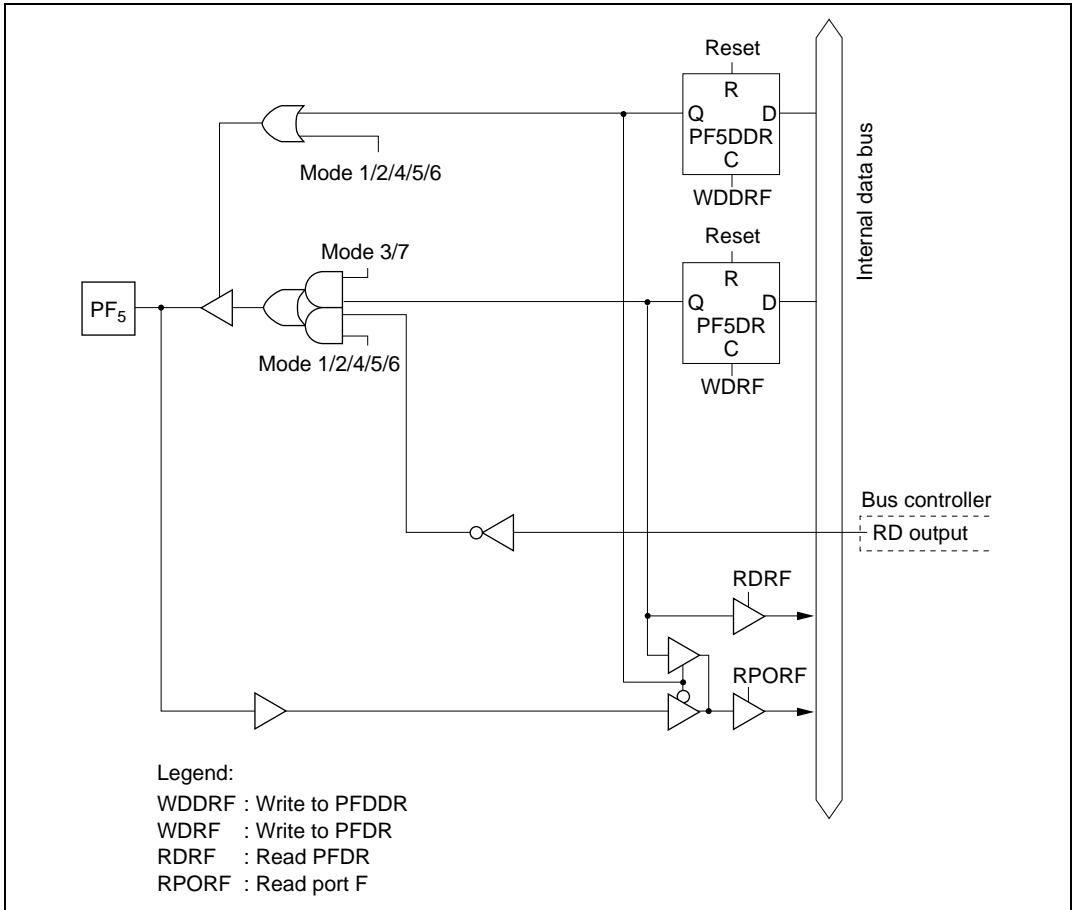 Reset
R
Q D
PF5DDR
C
WDDRF
Mode 1/2/4/5/6
Internal data bus
Reset
R
Q D
PF5DR
C
WDRF
Mode 3/7
PF5
Mode 1/2/4/5/6
Bus controller
RD output
RDRF
RPORF
Legend:
WDDRF : Write to PFDDR
WDRF : Write to PFDR
RDRF : Read PFDR
RPORF : Read port F